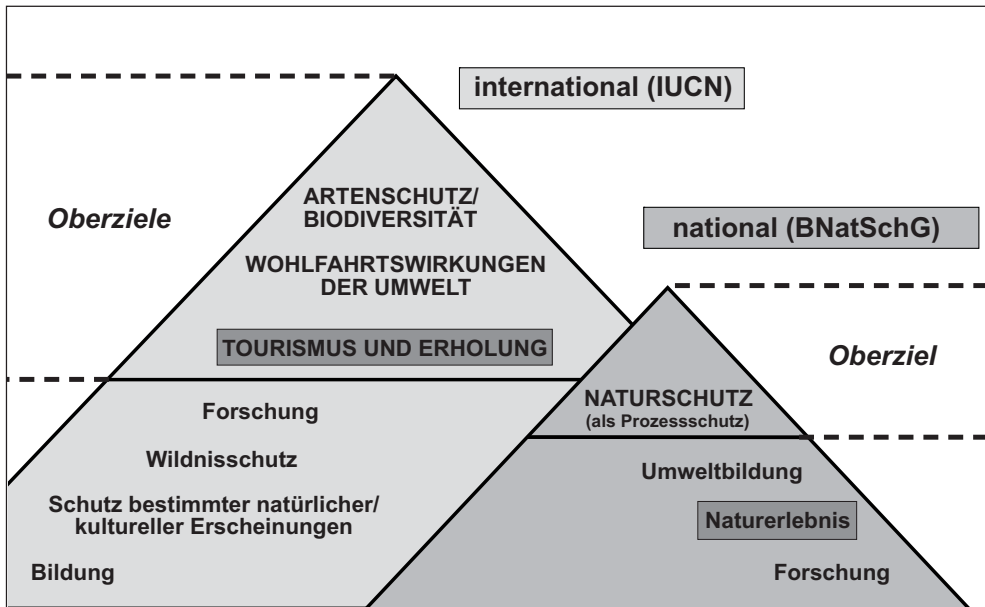 international (IUCN)
Oberziele
ARTENSCHUTZ/
BIODIVERSITÄT
WOHLFAHRTSWIRKUNGEN
DER UMWELT
TOURISMUS UND ERHOLUNG
Forschung
Wildnisschutz
Schutz bestimmter natürlicher/
kultureller Erscheinungen
Bildung
national (BNatSchG)
Oberziel
NATURSCHUTZ
(als Prozessschutz)
Umweltbildung
Naturerlebnis
Forschung